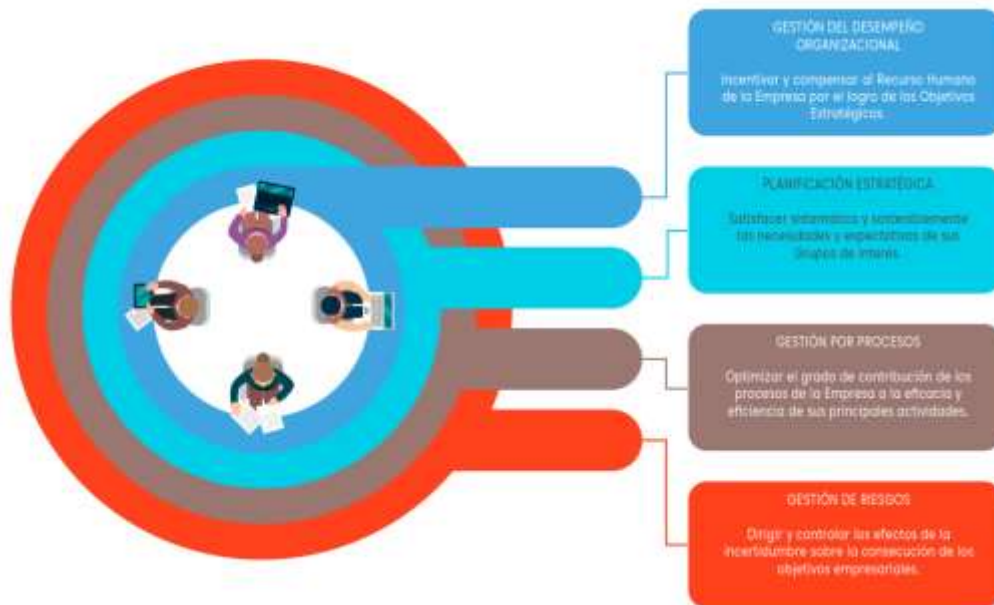 GESTIÓN DEL DESEMPEÑO
ORGANIZACIONAL
Incentivar y compensar al Recurso Humano
de la Empresa por el logro de los Objetivos
Estratégicos.
PLANIFICACIÓN ESTRATÉGICA
Satisfacer sistemática y sosteniblemente
las necesidades y expectativas de sus
Grupos de Interés.
GESTIÓN POR PROCESOS
Optimizar el grado de contribución de los
procesos de la Empresa a la eficacia y
eficiencia de sus principales actividades.
GESTIÓN DE RIESGOS
Dirigir y controlar los efectos de la
incertidumbre sobre la consecución de los
objetivos empresariales.